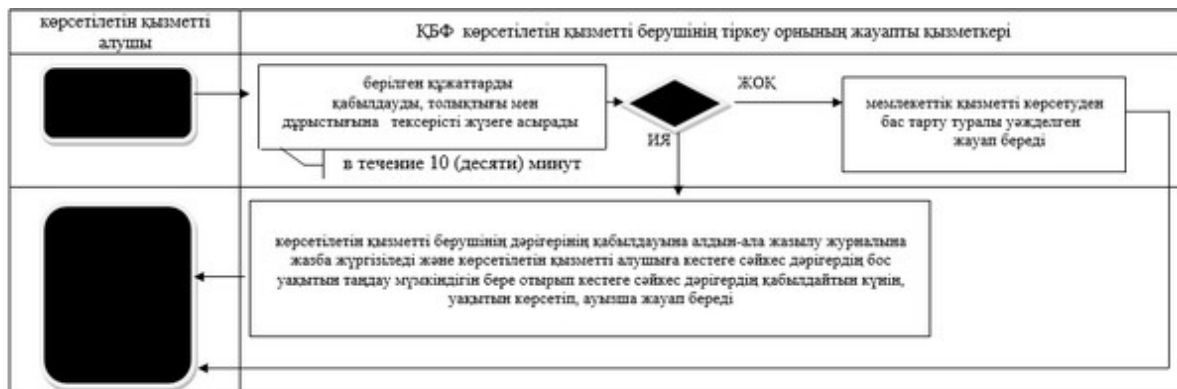 көрсетілетін қызметті
алушы
ҚБФ көрсетілетін қызметті берушінің тіркеу орнының жауапты қызметкері
берілген құжаттарды
қабылдауды, толықтығы мен
дұрыстығына тексерісті жүзеге асырады
ЖОҚ
ИЯ
мемлекеттік қызметті көрсетуден
бас тарту туралы уәжделген
жауап береді
в течение 10 (десяти) минут
көрсетілетін қызметті берушінің дәрігерінің қабылдауына алдын-ала жазылу журналына
жазба жүргізіледі және көрсетілетін қызметті алушыға кестеге сәйкес дәрігердің бос
уақытын таңдау мүмкіндігін бере отырып кестеге сәйкес дәрігердің қабылдайтын күнін,
уақытын көрсетіп, ауызша жауап береді